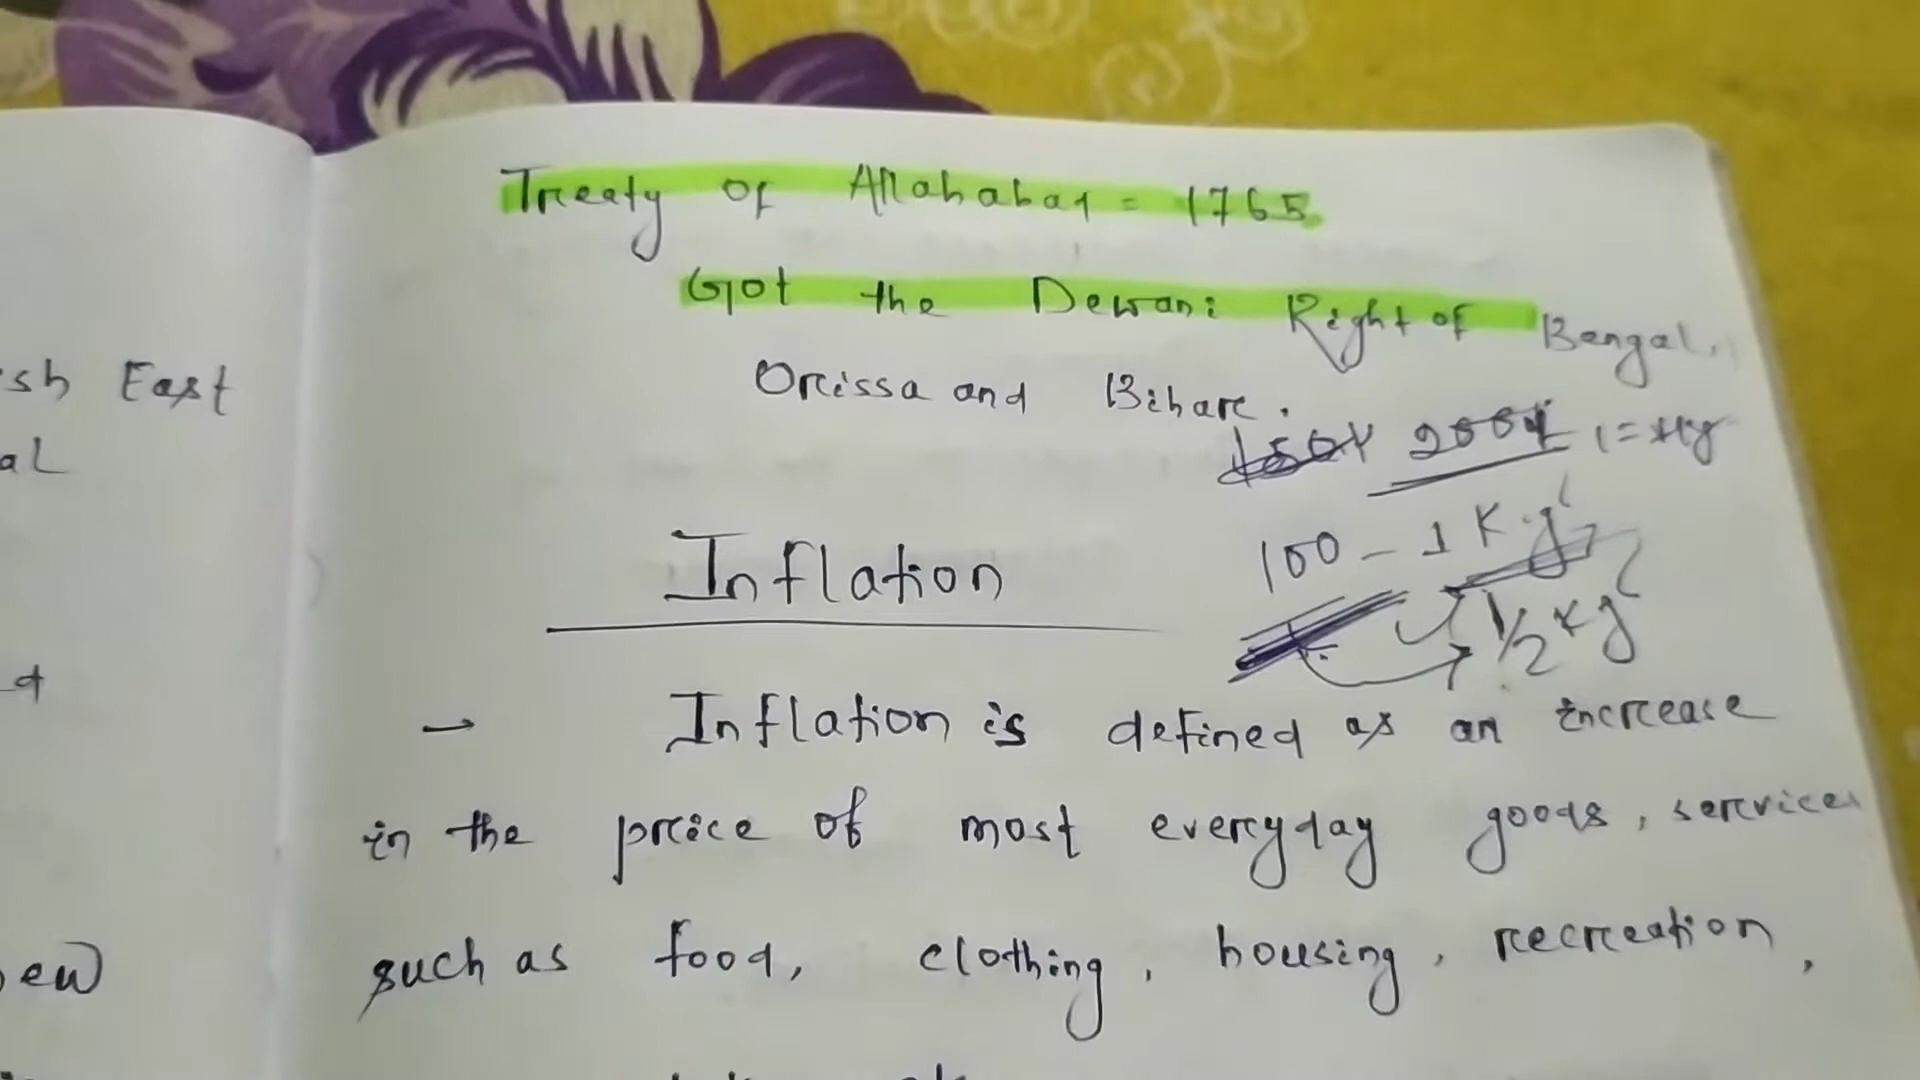 sh East
al
ew
Treaty of Allahabad = 1765
Got the Dewani Right of Bengal,
Orissa and Bihar.
200
100 - 1 Kg
1/2 kg
Inflation
→ Inflation is defined as an increase
in the price of most everyday goods, services
such as food, clothing, housing, recreation,